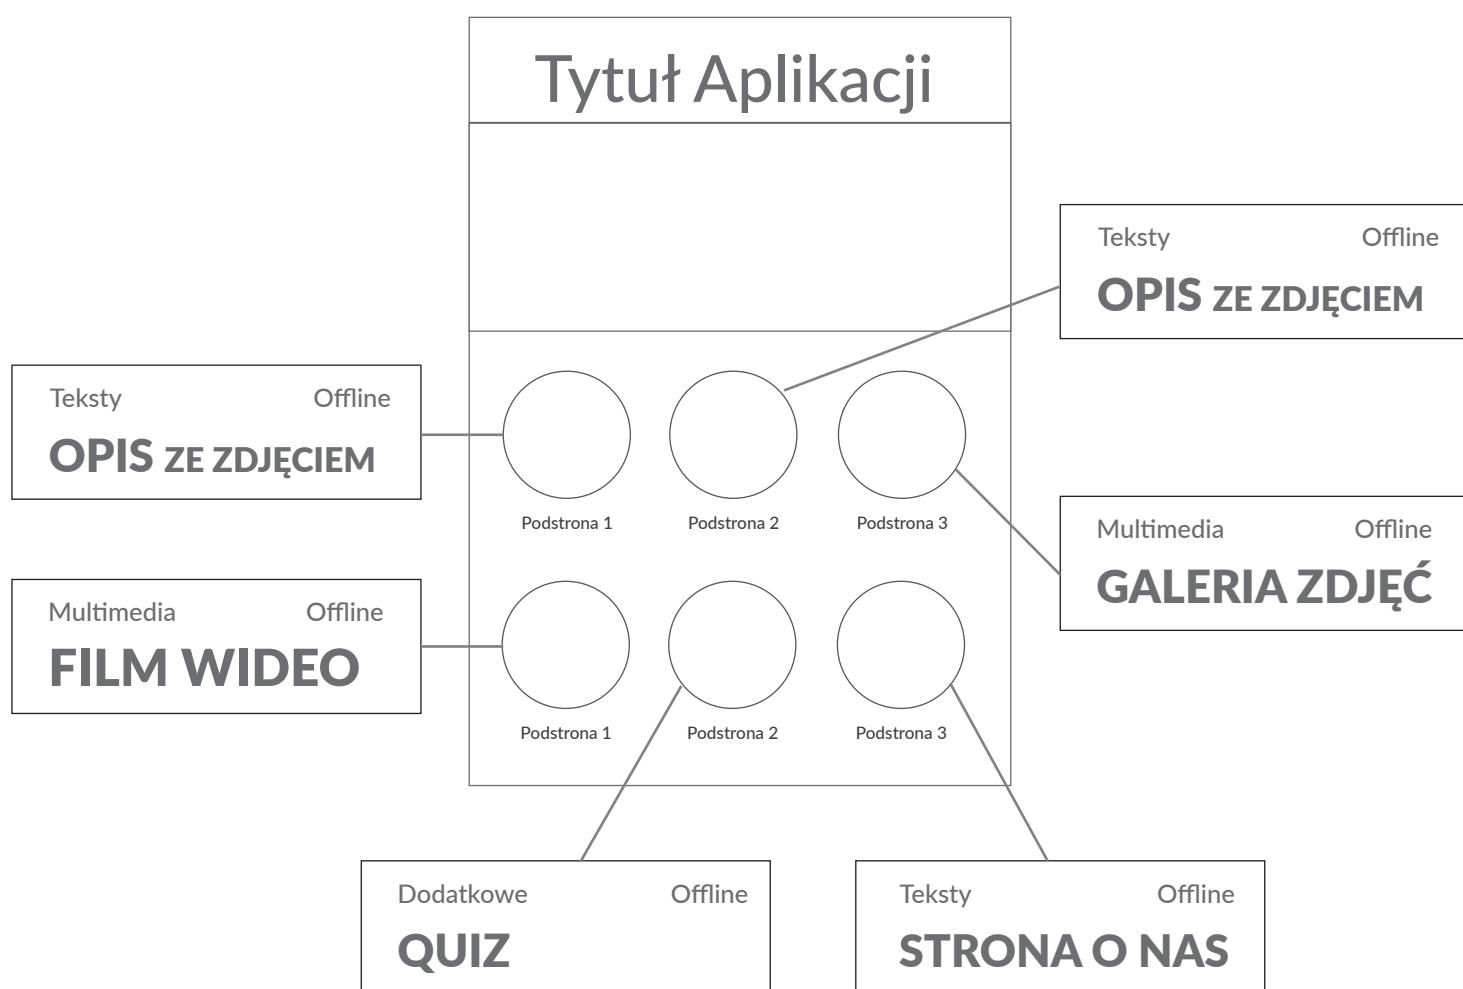 Tytuł Aplikacji
Teksty Offline
OPIS ZE ZDJĘCIEM
Teksty Offline
OPIS ZE ZDJĘCIEM
Podstrona 1 Podstrona 2 Podstrona 3
Multimedia Offline
GALERIA ZDJĘĆ
Multimedia Offline
FILM WIDEO
Podstrona 1 Podstrona 2 Podstrona 3
Dodatkowe Offline
QUIZ
Teksty Offline
STRONA O NAS